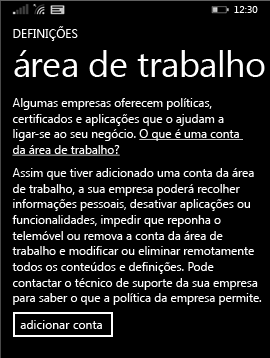 12:30
DEFINIÇÕES
área de trabalho
Algumas empresas oferecem políticas,
certificados e aplicações que o ajudam a
ligar-se ao seu negócio. O que é uma conta
da área de trabalho?
Assim que tiver adicionado uma conta da área
de trabalho, a sua empresa poderá recolher
informações pessoais, desativar aplicações ou
funcionalidades, impedir que reponha o
telemóvel ou remova a conta da área de
trabalho e modificar ou eliminar remotamente
todos os conteúdos e definições. Pode
contactar o técnico de suporte da sua empresa
para saber o que a política da empresa permite.
adicionar conta